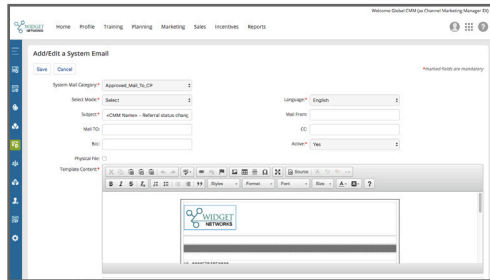 Welcome Global CMM (as Channel Marketing Manager EU)
WIDGET NETWORKS
Home Profile Training Planning Marketing Sales Incentives Reports
Add/Edit a System Email
Save Cancel
*marked fields are mandatory
System Mail Category:* Approved_Mail_To_CP
Select Mode:* Select
Language:* English
Subject:* <CMM Name> - Referral status chang
Mail From:
Mail TO:
CC:
Bcc:
Active:* Yes
Physical File:
Template Content:*
Source
B I S Styles Format Font Size A A ?
WIDGET
NETWORKS